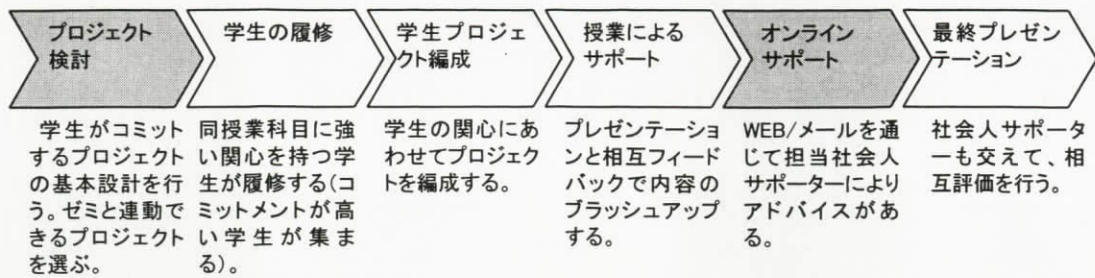 プロジェクト
検討
学生がコミット
するプロジェクト
の基本設計を行
う。ゼミと連動で
きるプロジェクト
を選ぶ。
学生の履修
同授業科目に強
い関心を持つ学
生が履修する(コ
ミットメントが高
い学生が集ま
る)。
学生プロジェ
クト編成
学生の関心にあ
わせてプロジェク
トを編成する。
授業による
サポート
プレゼンテーショ
ンと相互フィード
バックで内容の
ブラッシュアップ
する。
オンライン
サポート
WEB/メールを通
じて担当社会人
サポーターにより
アドバイスがあ
る。
最終プレゼン
テーション
社会人サポータ
ーも交えて、相
互評価を行う。